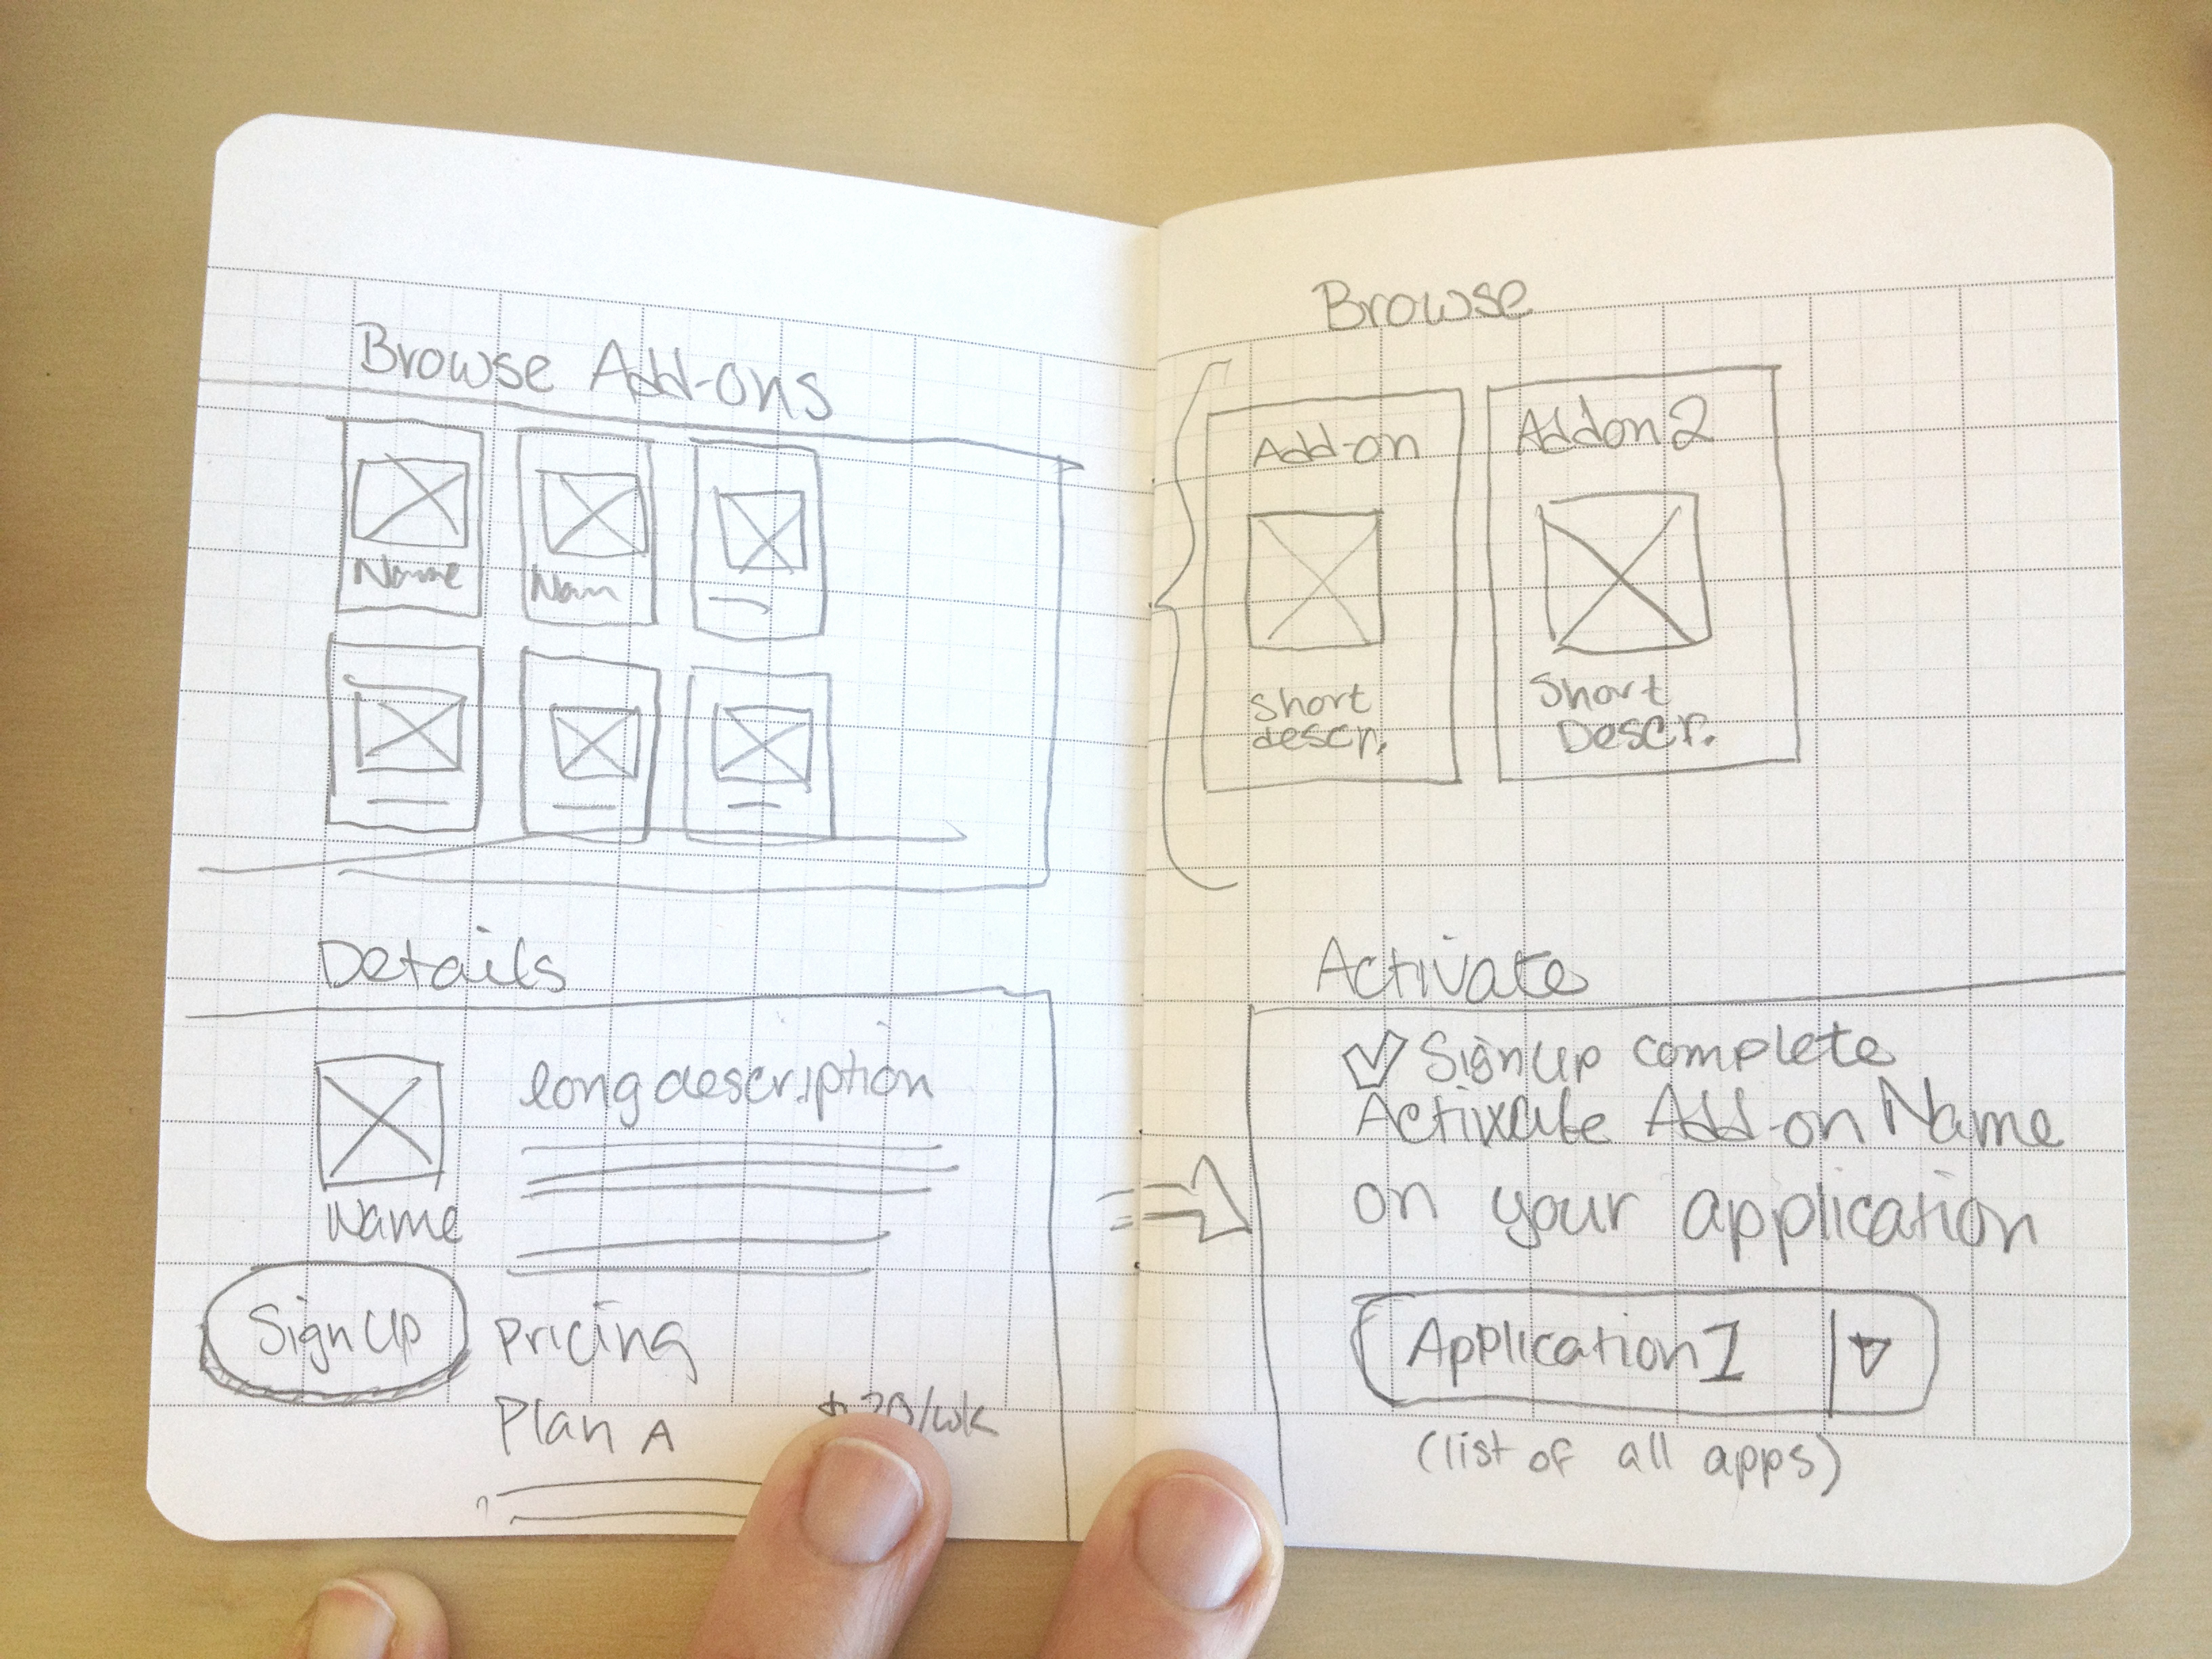 Browse Add-ons
Name
Nam
Details
long description
Name
Sign Up
Pricing
Plan A
/wk
Browse
Add-on
short
descr.
Addon 2
Short
Descr.
Activate
Sign Up complete
Activate Add-on Name
on your application
Application 1
(list of all apps)